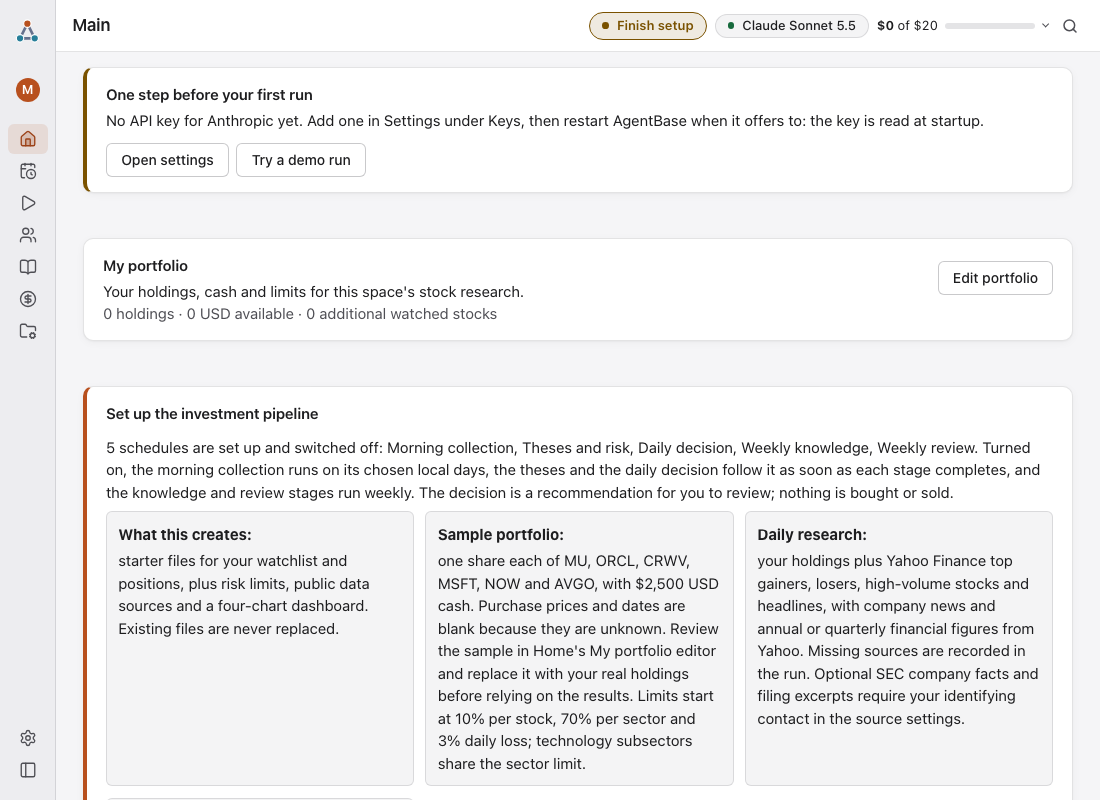 Main
Finish setup
Claude Sonnet 5.5
$0 of $20
M
One step before your first run
No API key for Anthropic yet. Add one in Settings under Keys, then restart AgentBase when it offers to: the key is read at startup.
Open settings
Try a demo run
My portfolio
Your holdings, cash and limits for this space's stock research.
0 holdings · 0 USD available · 0 additional watched stocks
Edit portfolio
Set up the investment pipeline
5 schedules are set up and switched off: Morning collection, Theses and risk, Daily decision, Weekly knowledge, Weekly review. Turned
on, the morning collection runs on its chosen local days, the theses and the daily decision follow it as soon as each stage completes, and
the knowledge and review stages run weekly. The decision is a recommendation for you to review; nothing is bought or sold.
What this creates:
starter files for your watchlist and
positions, plus risk limits, public data
sources and a four-chart dashboard.
Existing files are never replaced.
Sample portfolio:
one share each of MU, ORCL, CRWV,
MSFT, NOW and AVGO, with $2,500 USD
cash. Purchase prices and dates are
blank because they are unknown. Review
the sample in Home's My portfolio editor
and replace it with your real holdings
before relying on the results. Limits start
at 10% per stock, 70% per sector and
3% daily loss; technology subsectors
share the sector limit.
Daily research:
your holdings plus Yahoo Finance top
gainers, losers, high-volume stocks and
headlines, with company news and
annual or quarterly financial figures from
Yahoo. Missing sources are recorded in
the run. Optional SEC company facts and
filing excerpts require your identifying
contact in the source settings.